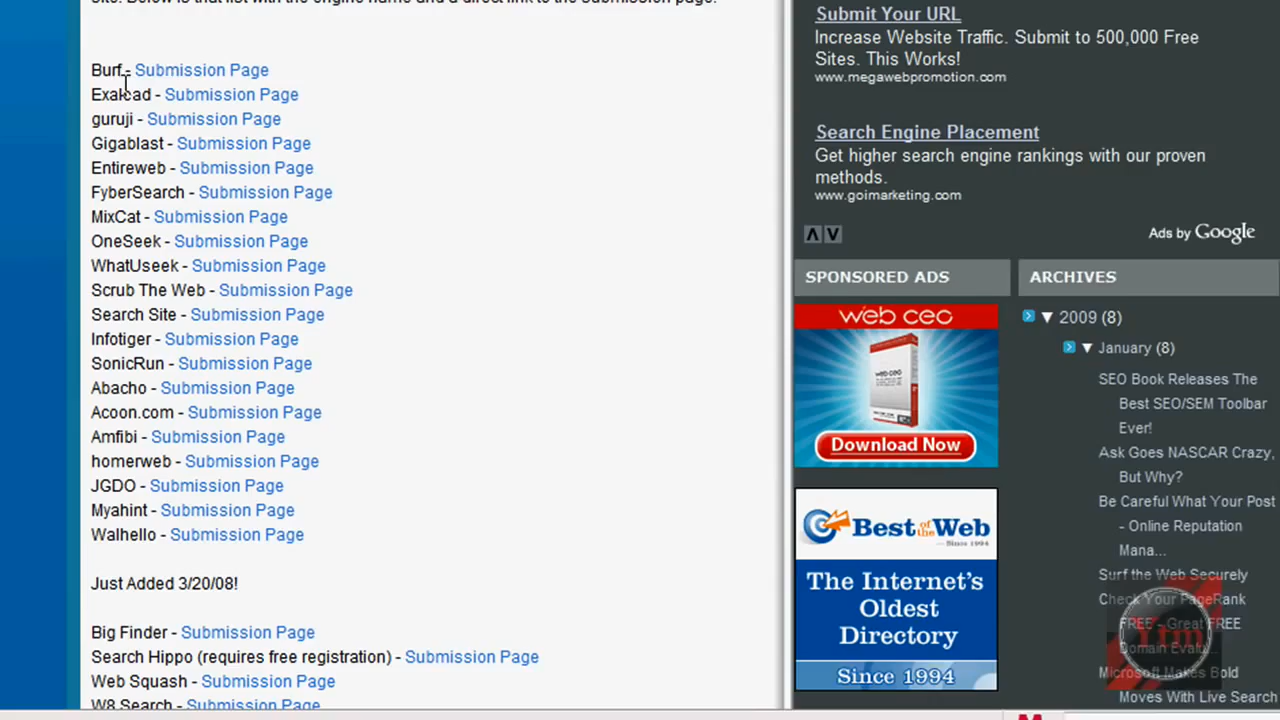 site. Below is that list with the engine name and a direct link to the submission page.
Burf - Submission Page
Exalead - Submission Page
guruji - Submission Page
Gigablast - Submission Page
Entireweb - Submission Page
FyberSearch - Submission Page
MixCat - Submission Page
OneSeek - Submission Page
WhatUseek - Submission Page
Scrub The Web - Submission Page
Search Site - Submission Page
Infotiger - Submission Page
SonicRun - Submission Page
Abacho - Submission Page
Acoon.com - Submission Page
Amfibi - Submission Page
homerweb - Submission Page
JGDO - Submission Page
Myahint - Submission Page
Walhello - Submission Page
Just Added 3/20/08!
Big Finder - Submission Page
Search Hippo (requires free registration) - Submission Page
Web Squash - Submission Page
W8 Search - Submission Page
Submit Your URL
Increase Website Traffic. Submit to 500,000 Free
Sites. This Works!
www.megawebpromotion.com
Search Engine Placement
Get higher search engine rankings with our proven
methods.
www.goimarketing.com
Ads by Google
SPONSORED ADS
web ceo
web ceo
Download Now
Best of the Web
Since 1994
The Internet's
Oldest
Directory
Since 1994
ARCHIVES
▼ 2009 (8)
▼ January (8)
SEO Book Releases The
Best SEO/SEM Toolbar
Ever!
Ask Goes NASCAR Crazy,
But Why?
Be Careful What Your Post
- Online Reputation
Mana...
Surf the Web Securely
Check Your PageRank
FREE - Great FREE
Domain Evalu...
Microsoft Makes Bold
Moves With Live Search
Ytm